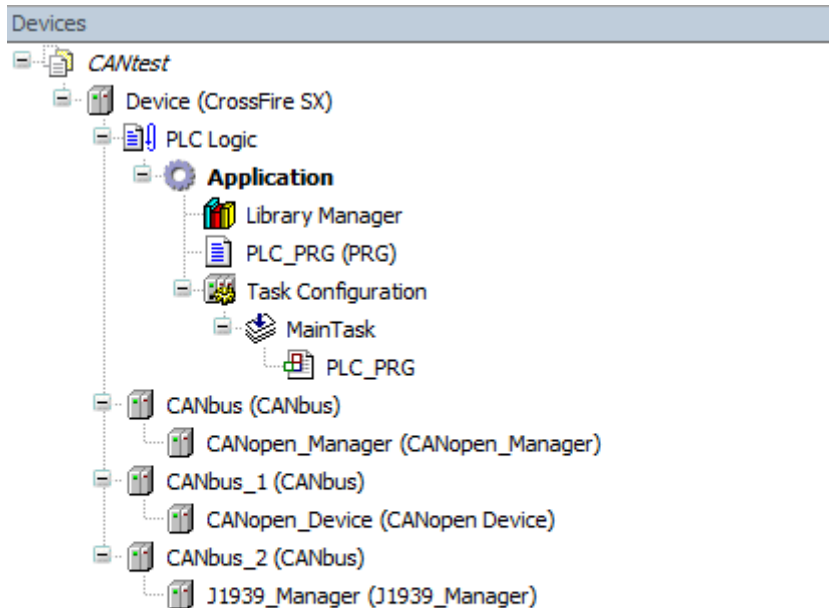 Devices
CANtest
Device (CrossFire SX)
PLC Logic
Application
Library Manager
PLC_PRG (PRG)
Task Configuration
MainTask
PLC_PRG
CANbus (CANbus)
CANopen_Manager (CANopen_Manager)
CANbus_1 (CANbus)
CANopen_Device (CANopen Device)
CANbus_2 (CANbus)
J1939_Manager (J1939_Manager)